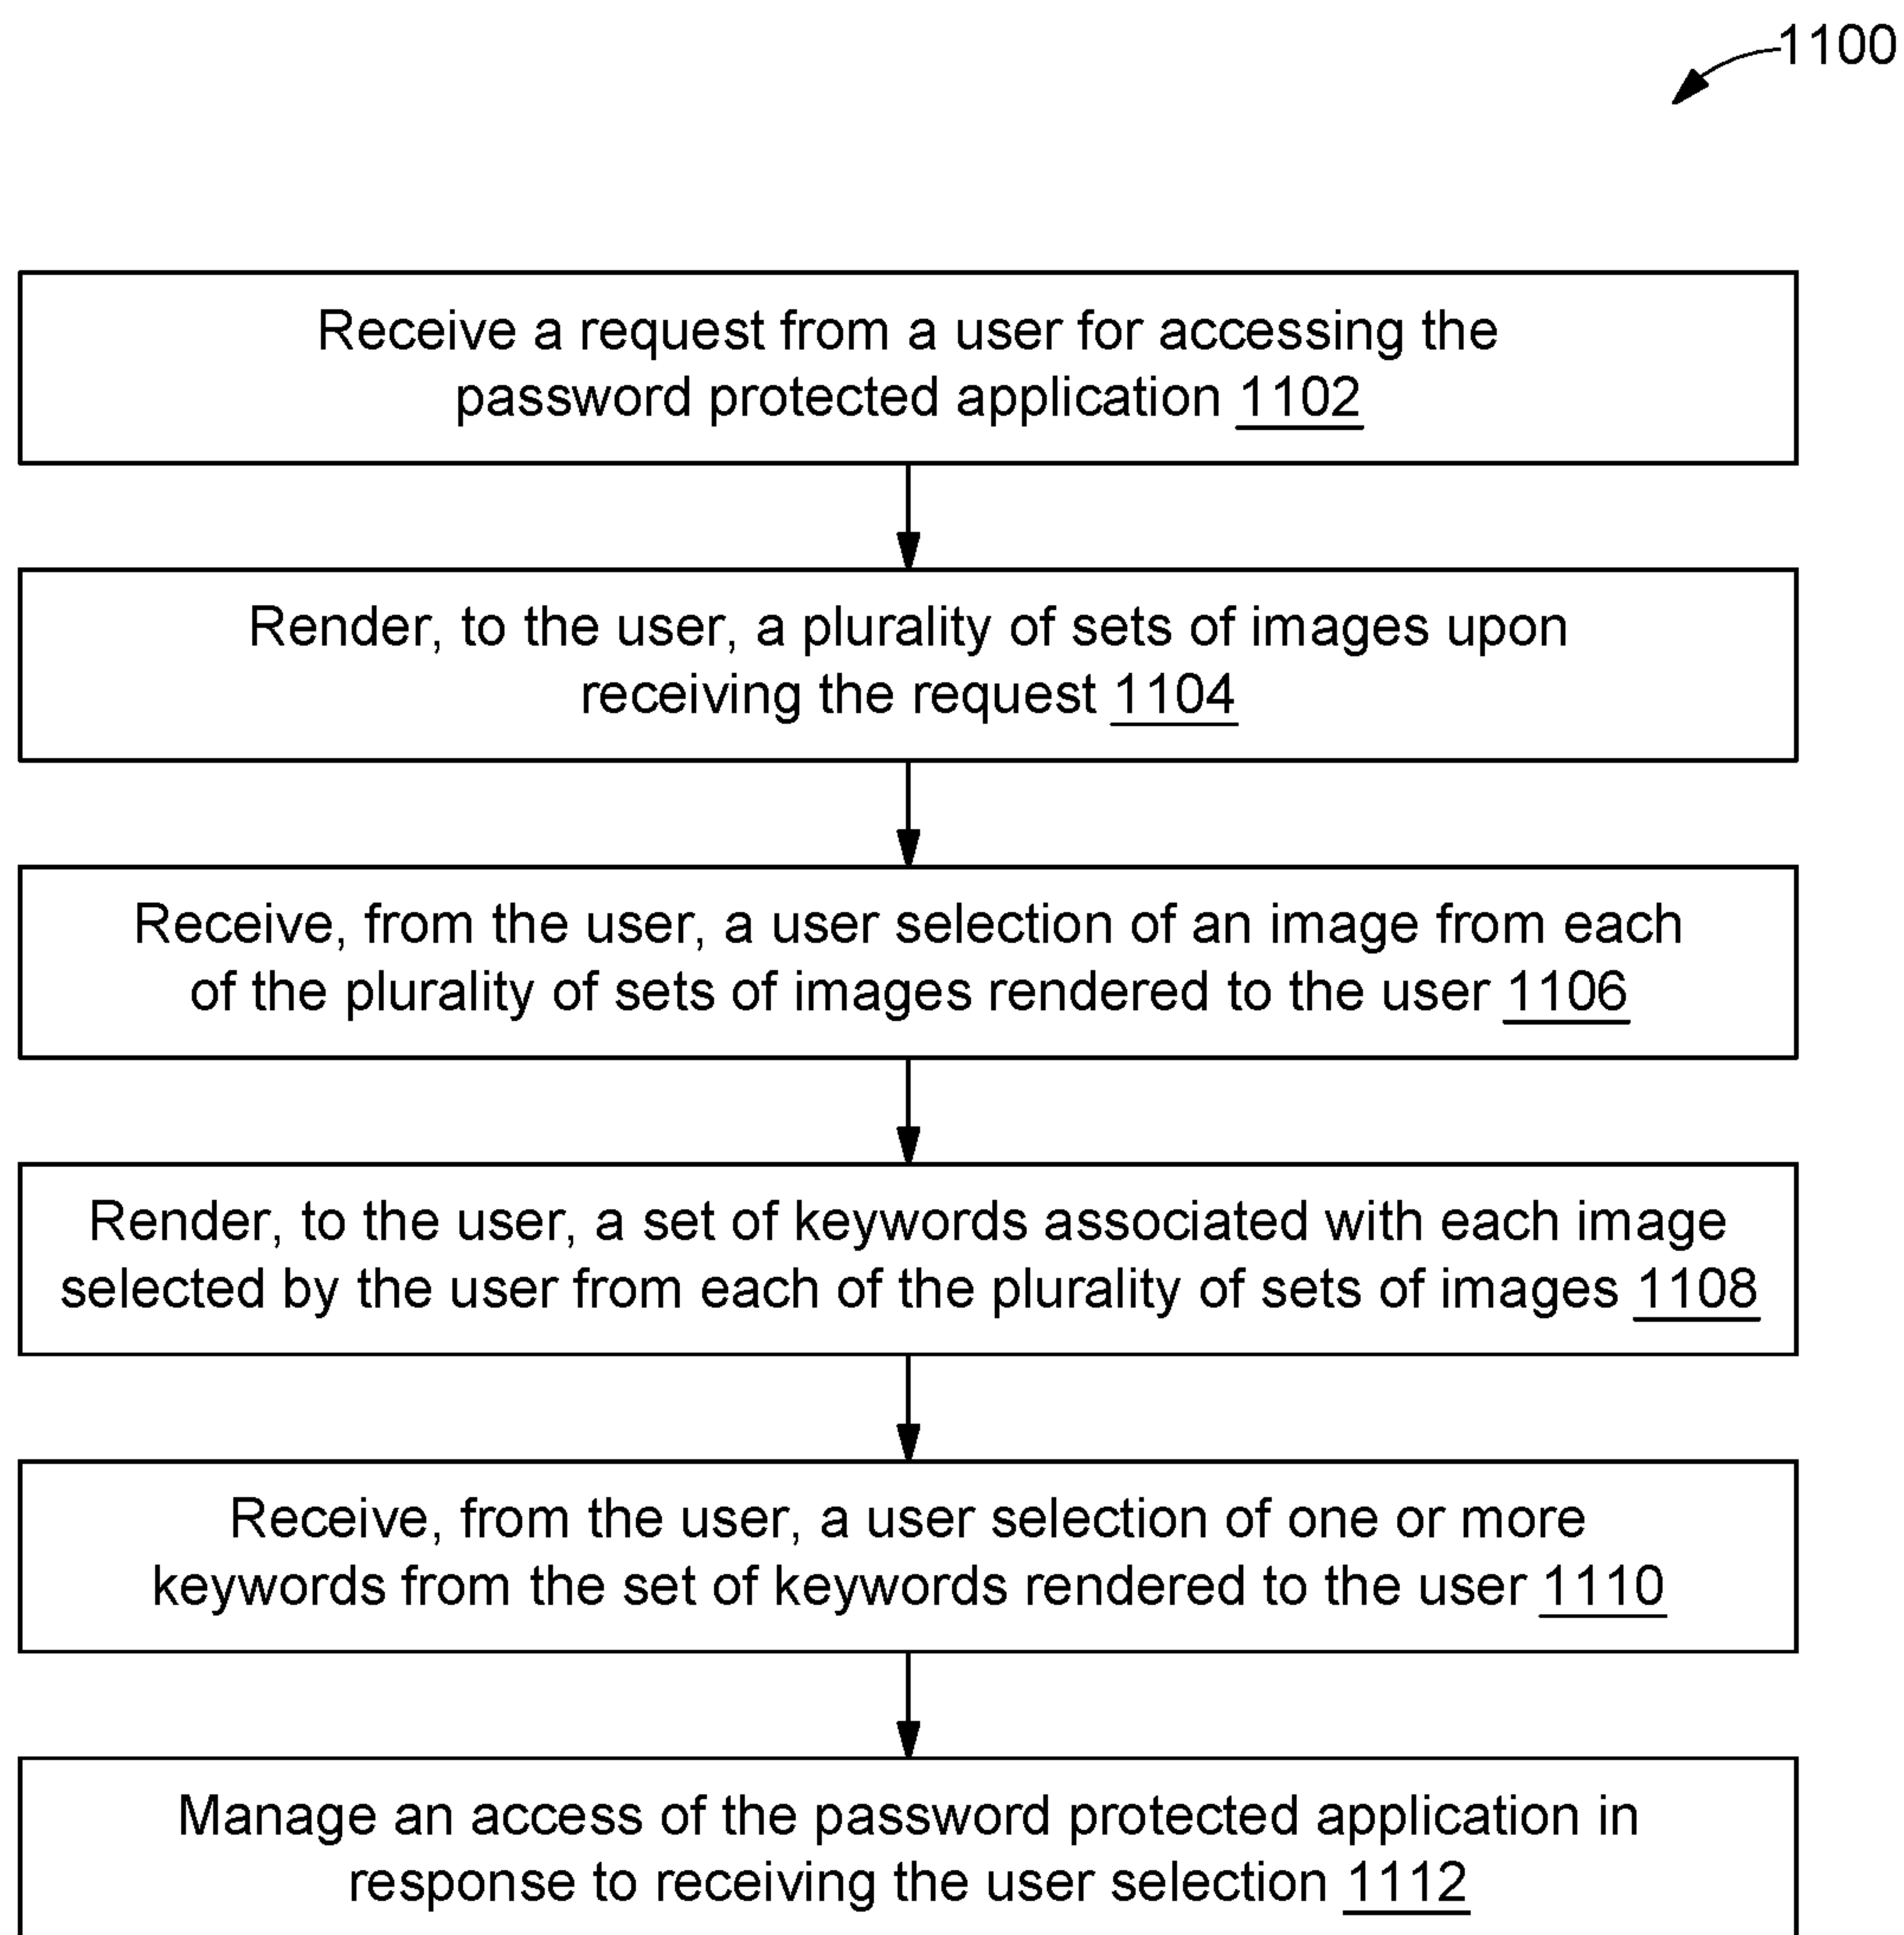 1100
Receive a request from a user for accessing the
password protected application 1102
Render, to the user, a plurality of sets of images upon
receiving the request 1104
Receive, from the user, a user selection of an image from each
of the plurality of sets of images rendered to the user 1106
Render, to the user, a set of keywords associated with each image
selected by the user from each of the plurality of sets of images 1108
Receive, from the user, a user selection of one or more
keywords from the set of keywords rendered to the user 1110
Manage an access of the password protected application in
response to receiving the user selection 1112